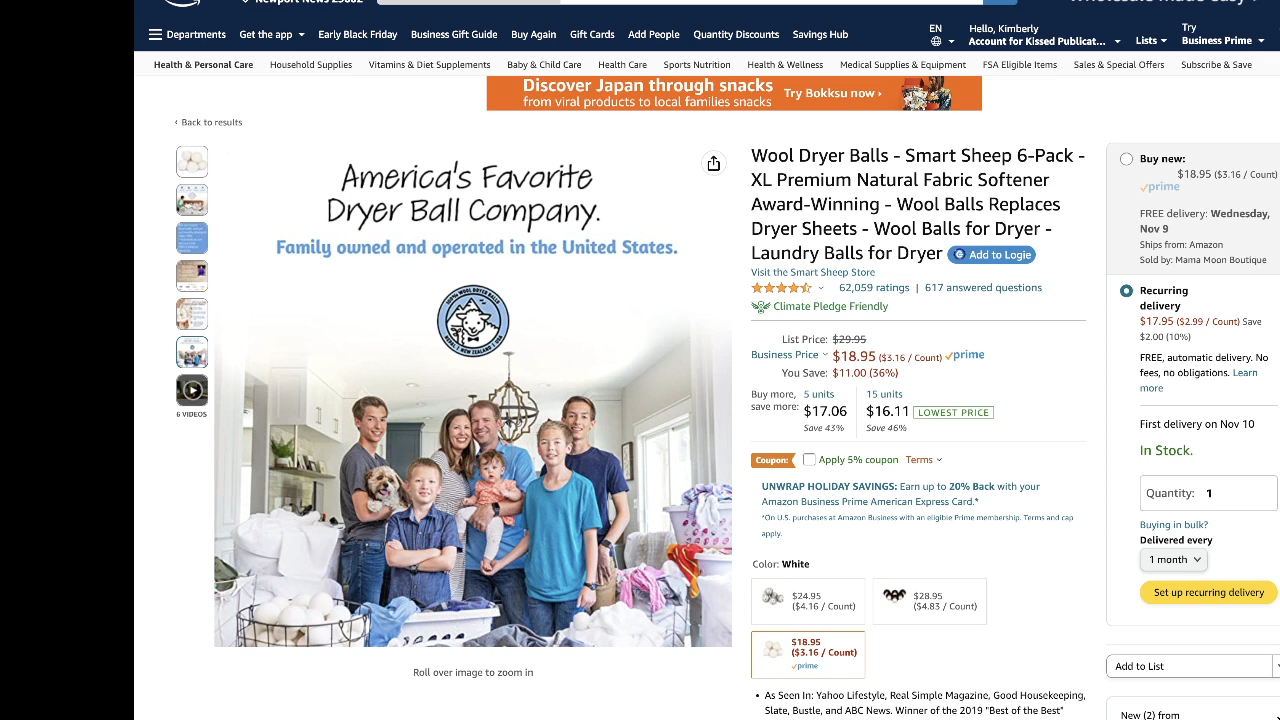 Newport News 23602
Departments
Get the app
Early Black Friday
Business Gift Guide
Buy Again
Gift Cards
Add People
Quantity Discounts
Savings Hub
EN
Hello, Kimberly
Account for Kissed Publicat...
Lists
Try
Business Prime
Health & Personal Care
Household Supplies
Vitamins & Diet Supplements
Baby & Child Care
Health Care
Sports Nutrition
Health & Wellness
Medical Supplies & Equipment
FSA Eligible Items
Sales & Special Offers
Subscribe & Save
Discover Japan through snacks
from viral products to local families snacks
Try Bokksu now ›
‹ Back to results
6 VIDEOS
America's Favorite
Dryer Ball Company.
Family owned and operated in the United States.
100% WOOL DRYER BALLS
Roll over image to zoom in
Wool Dryer Balls - Smart Sheep 6-Pack -
XL Premium Natural Fabric Softener
Award-Winning - Wool Balls Replaces
Dryer Sheets - Wool Balls for Dryer -
Laundry Balls for Dryer
Add to Logie
Visit the Smart Sheep Store
62,059 ratings | 617 answered questions
Climate Pledge Friendly
List Price: $29.95
Business Price $18.95 ($3.16 / Count) prime
You Save: $11.00 (36%)
Buy more,
save more:
5 units
$17.06
Save 43%
15 units
$16.11 LOWEST PRICE
Save 46%
Coupon: Apply 5% coupon Terms
UNWRAP HOLIDAY SAVINGS: Earn up to 20% Back with your
Amazon Business Prime American Express Card.*
*On U.S. purchases at Amazon Business with an eligible Prime membership. Terms and cap
apply.
Color: White
$24.95
($4.16 / Count)
$28.95
($4.83 / Count)
$18.95
($3.16 / Count)
prime
• As Seen In: Yahoo Lifestyle, Real Simple Magazine, Good Housekeeping,
Slate, Bustle, and ABC News. Winner of the 2019 "Best of the Best"
Buy new:
$18.95 ($3.16 / Count)
prime
FREE delivery: Wednesday,
Nov 9
Ships from: Amazon
Sold by: Mama Moon Boutique
Recurring
delivery
$17.95 ($2.99 / Count) Save
$2.00 (10%)
FREE, automatic delivery. No
fees, no obligations. Learn
more
First delivery on Nov 10
In Stock.
Quantity: 1
Buying in bulk?
Delivered every
1 month
Set up recurring delivery
Add to List
New (2) from